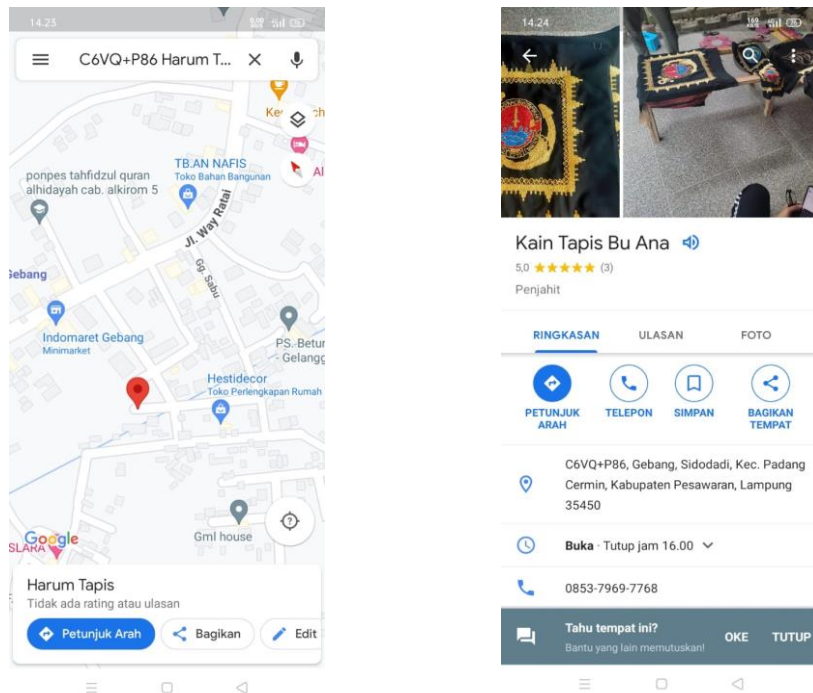 14.23
C6VQ+P86 Harum T...
TB.AN NAFIS
Toko Bahan Bangunan
ponpes tahfidzul quran
alhidayah cab. alkirom 5
Jl. Way Ratai
Gg. Sabu
Gebang
Indomaret Gebang
Minimarket
PS. Betur
- Gelangg
Hestidecor
Toko Perlengkapan Rumah
Gml house
Google
SLARA
Harum Tapis
Tidak ada rating atau ulasan
Petunjuk Arah
Bagikan
Edit
14.24
Kain Tapis Bu Ana
5,0 (3)
Penjahit
RINGKASAN ULASAN FOTO
PETUNJUK ARAH
TELEPON
SIMPAN
BAGIKAN TEMPAT
C6VQ+P86, Gebang, Sidodadi, Kec. Padang
Cermin, Kabupaten Pesawaran, Lampung
35450
Buka · Tutup jam 16.00
0853-7969-7768
Tahu tempat ini?
Bantu yang lain memutuskan!
OKE TUTUP